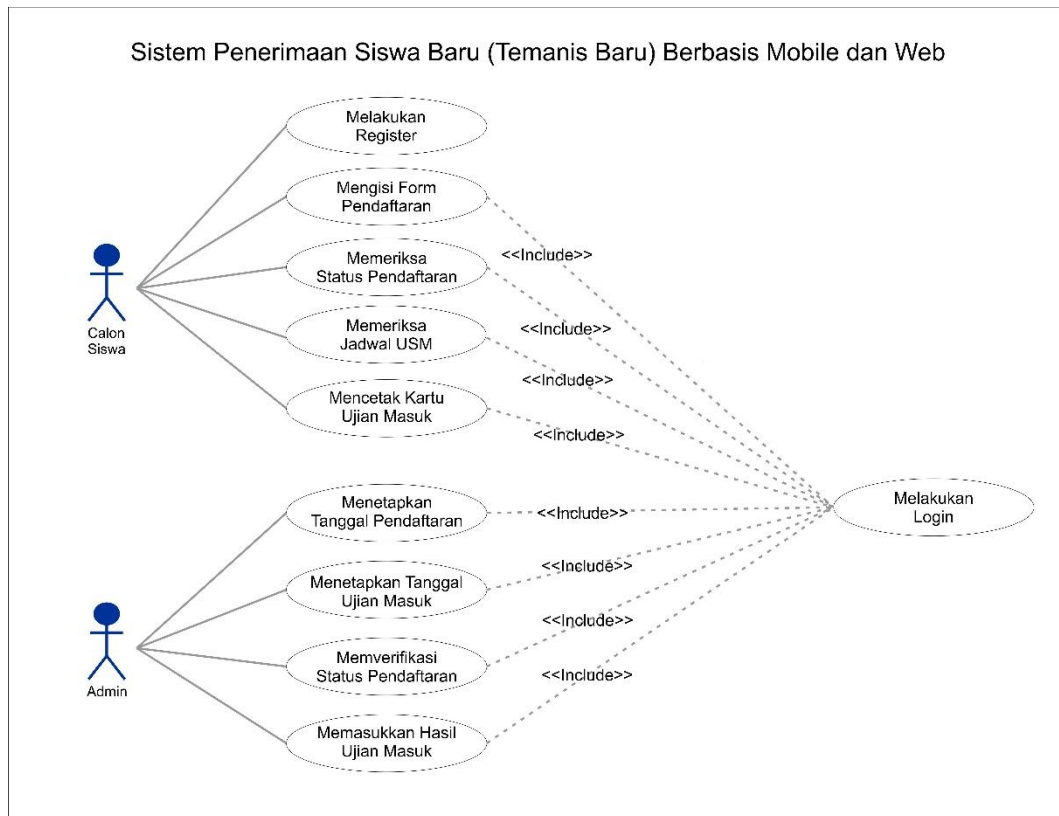 Sistem Penerimaan Siswa Baru (Temanis Baru) Berbasis Mobile dan Web
Melakukan
Register
Mengisi Form
Pendaftaran
<<Include>>
Memeriksa
Status Pendaftaran
<<Include>>
Calon
Siswa
Memeriksa
Jadwal USM
<<Include>>
Mencetak Kartu
Ujian Masuk
<<Include>>
Menetapkan
Tanggal Pendaftaran
<<Include>>
Melakukan
Login
Menetapkan Tanggal
Ujian Masuk
<<Include>>
Memverifikasi
Status Pendaftaran
<<Include>>
Admin
Memasukkan Hasil
Ujian Masuk
<<Include>>